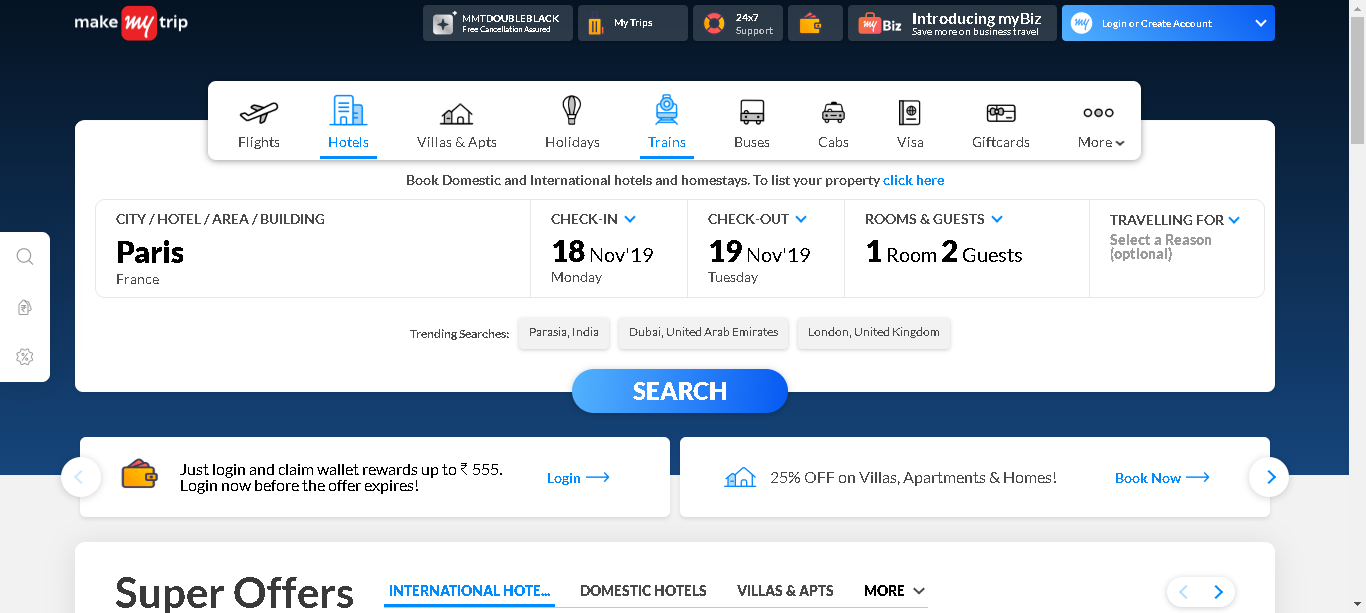 make my trip
MMTDOUBLEBLACK
Free Cancellation Assured
My Trips
24x7
Support
my Biz
Introducing myBiz
Save more on business travel
my
Login or Create Account
Flights
Hotels
Villas & Apts
Holidays
Trains
Buses
Cabs
Visa
Giftcards
More
Book Domestic and International hotels and homestays. To list your property click here
CITY / HOTEL / AREA / BUILDING
Paris
France
CHECK-IN
18 Nov'19
Monday
CHECK-OUT
19 Nov'19
Tuesday
ROOMS & GUESTS
1 Room 2 Guests
TRAVELLING FOR
Select a Reason
(optional)
Trending Searches:
Parasia, India
Dubai, United Arab Emirates
London, United Kingdom
SEARCH
Just login and claim wallet rewards up to ₹ 555.
Login now before the offer expires!
Login
25% OFF on Villas, Apartments & Homes!
Book Now
Super Offers
INTERNATIONAL HOTE...
DOMESTIC HOTELS
VILLAS & APTS
MORE